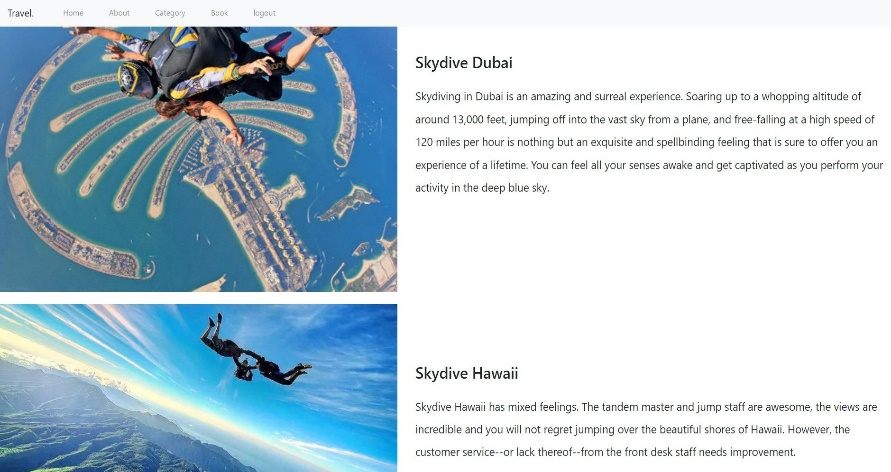 Travel. Home About Category Book logout
Skydive Dubai
Skydiving in Dubai is an amazing and surreal experience. Soaring up to a whopping altitude of
around 13,000 feet, jumping off into the vast sky from a plane, and free-falling at a high speed of
120 miles per hour is nothing but an exquisite and spellbinding feeling that is sure to offer you an
experience of a lifetime. You can feel all your senses awake and get captivated as you perform your
activity in the deep blue sky.
Skydive Hawaii
Skydive Hawaii has mixed feelings. The tandem master and jump staff are awesome, the views are
incredible and you will not regret jumping over the beautiful shores of Hawaii. However, the
customer service--or lack thereof--from the front desk staff needs improvement.